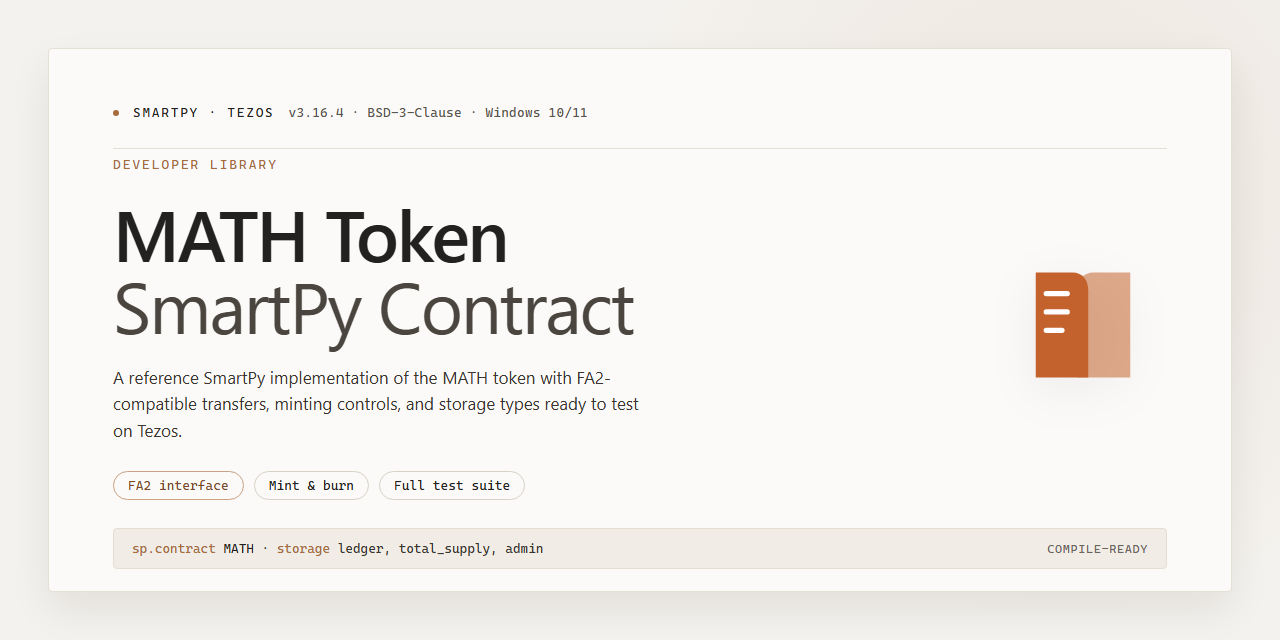 SMARTPY · TEZOS v3.16.4 · BSD-3-Clause · Windows 10/11
DEVELOPER LIBRARY
MATH Token
SmartPy Contract
A reference SmartPy implementation of the MATH token with FA2-
compatible transfers, minting controls, and storage types ready to test
on Tezos.
FA2 interface Mint & burn Full test suite
sp.contract MATH · storage ledger, total_supply, admin COMPILE-READY